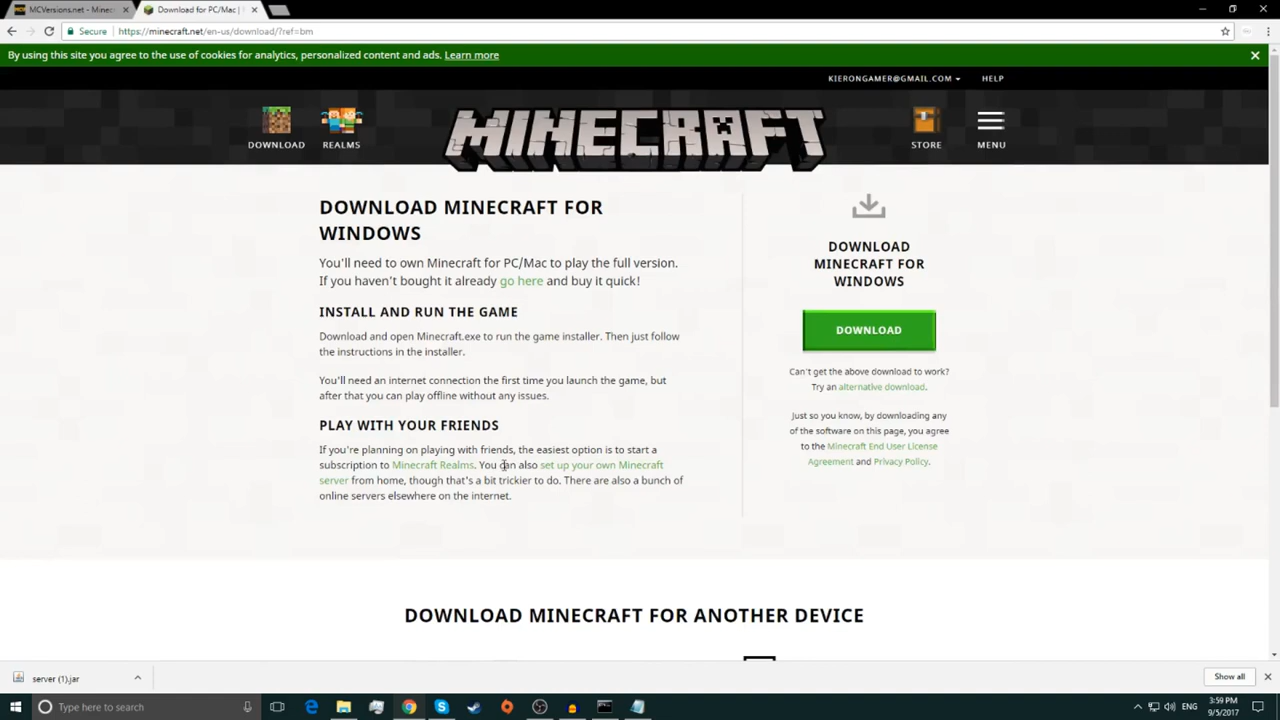 MCVersions.net - Minec
Download for PC/Mac |
Secure
https://minecraft.net/en-us/download/?ref=bm
By using this site you agree to the use of cookies for analytics, personalized content and ads. Learn more
KIERONGAMER@GMAIL.COM
HELP
DOWNLOAD
REALMS
MINECRAFT
STORE
MENU
DOWNLOAD MINECRAFT FOR
WINDOWS
You'll need to own Minecraft for PC/Mac to play the full version.
If you haven't bought it already go here and buy it quick!
INSTALL AND RUN THE GAME
Download and open Minecraft.exe to run the game installer. Then just follow
the instructions in the installer.
You'll need an internet connection the first time you launch the game, but
after that you can play offline without any issues.
PLAY WITH YOUR FRIENDS
If you're planning on playing with friends, the easiest option is to start a
subscription to Minecraft Realms. You can also set up your own Minecraft
server from home, though that's a bit trickier to do. There are also a bunch of
online servers elsewhere on the internet.
DOWNLOAD
MINECRAFT FOR
WINDOWS
DOWNLOAD
Can't get the above download to work?
Try an alternative download.
Just so you know, by downloading any
of the software on this page, you agree
to the Minecraft End User License
Agreement and Privacy Policy.
DOWNLOAD MINECRAFT FOR ANOTHER DEVICE
server (1).jar
Show all
Type here to search
ENG
3:59 PM
9/5/2017